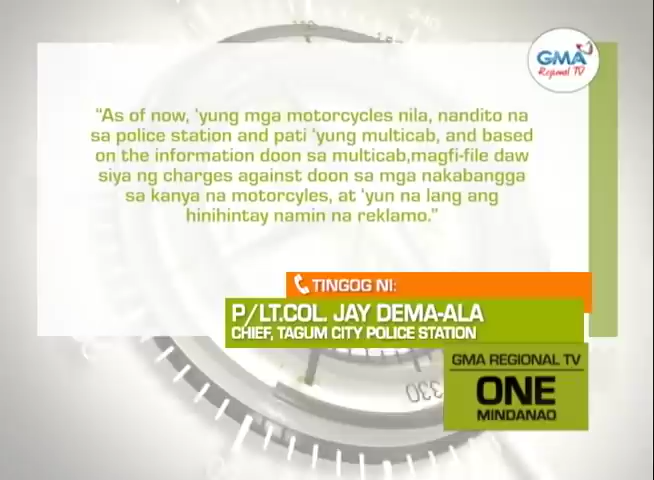 GMA
Regional TV
"As of now, 'yung mga motorcycles nila, nandito na
sa police station and pati 'yung multicab, and based
on the information doon sa multicab,magfi-file daw
siya ng charges against doon sa mga nakabangga
sa kanya na motorcyles, at 'yun na lang ang
hinihintay namin na reklamo."
TINGOG NI:
P/LT.COL. JAY DEMA-ALA
CHIEF, TAGUM CITY POLICE STATION
GMA REGIONAL TV
ONE
MINDANAO
330